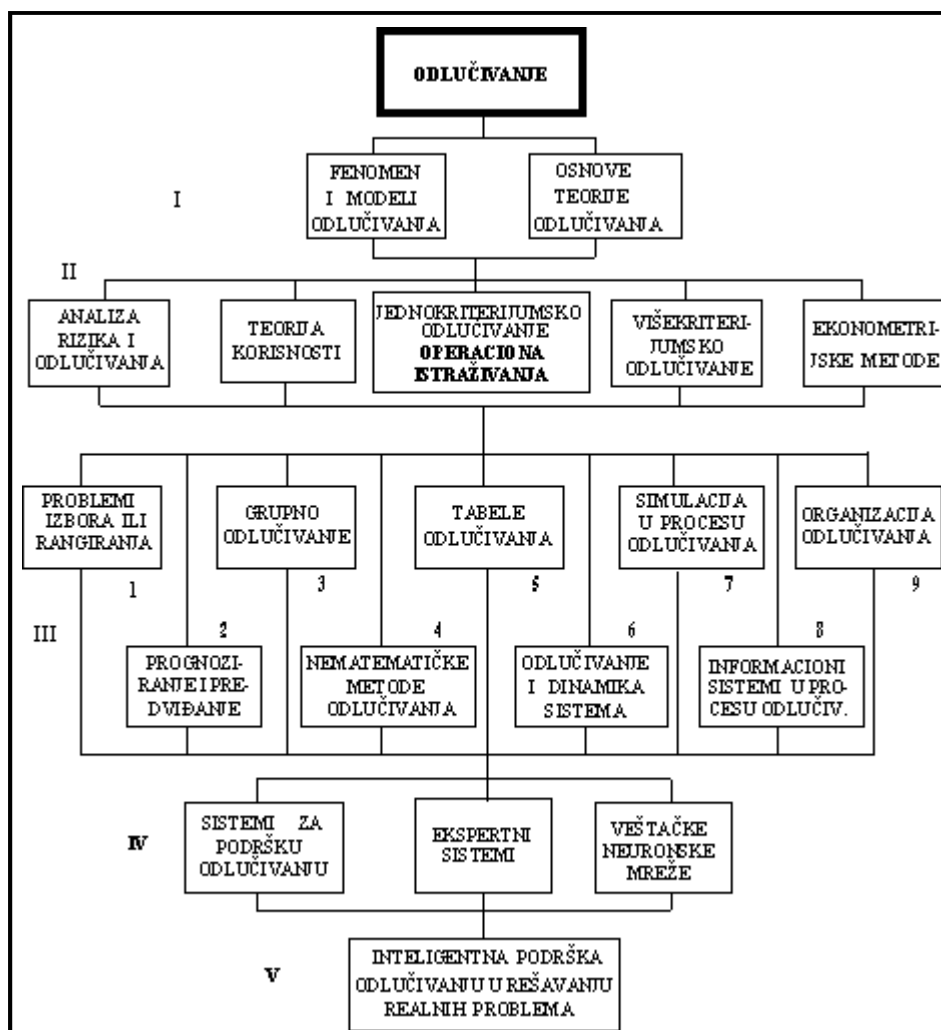 ODLUČIVANJE
FENOMEN
I MODELI
ODLUČIVANJA
OSNOVE
TEORIJE
ODLUČIVANJA
I
II
ANALIZA
RIZIKA I
ODLUČIVANJA
TEORIJA
KORISNOSTI
JEDNOKRITERIJUMSKO
ODLUČIVANJE
OPERACIONA
ISTRAŽIVANJA
VIŠEKRITERI-
JUMSKO
ODLUČIVANJE
EKONOMETRI-
JSKE METODE
PROBLEMI
IZBORA ILI
RANGIRANJA
1
GRUPNO
ODLUČIVANJE
3
TABELE
ODLUČIVANJA
5
SIMULACIJA
U PROCESU
ODLUČIVANJA
7
ORGANIZACIJA
ODLUČIVANJA
9
III
2
PROGNOZI-
RANJE I PRE-
DVIĐANJE
4
NEMATEMATIČKE
METODE
ODLUČIVANJA
6
ODLUČIVANJE
I DINAMIKA
SISTEMA
8
INFORMACIONI
SISTEMI U PRO-
CESU ODLUČIV.
IV
SISTEMI ZA
PODRŠKU
ODLUČIVANJU
EKSPERTNI
SISTEMI
VEŠTAČKE
NEURONSKE
MREŽE
V
INTELIGENTNA PODRŠKA
ODLUČIVANJU U REŠAVANJU
REALNIH PROBLEMA